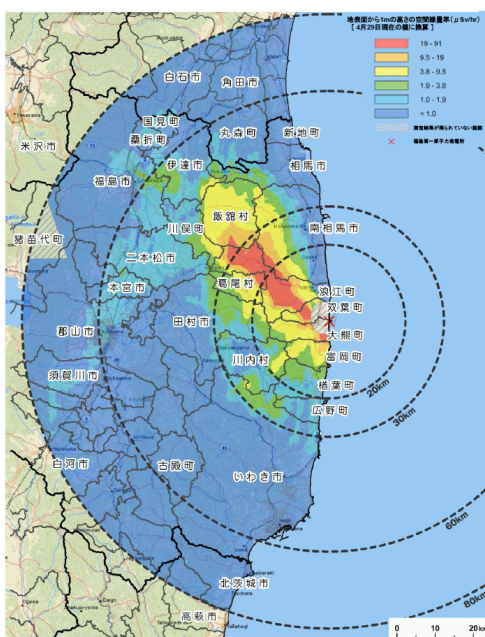 地表面から1mの高さの空間線量率(μSv/hr)
[ 4月29日現在の値に換算 ]
19 - 91
9.5 - 19
3.8 - 9.5
1.9 - 3.8
1.0 - 1.9
< 1.0
測定結果が得られていない範囲
福島第一原子力発電所
白石市
角田市
国見町
丸森町
新地町
桑折町
米沢市
伊達市
相馬市
福島市
飯舘村
川俣町
南相馬市
猪苗代町
二本松市
葛尾村
浪江町
本宮市
双葉町
田村市
大熊町
郡山市
川内村
富岡町
須賀川市
楢葉町
20km
広野町
30km
白河市
古殿町
いわき市
60km
北茨城市
80km
高萩市
0 10 20km